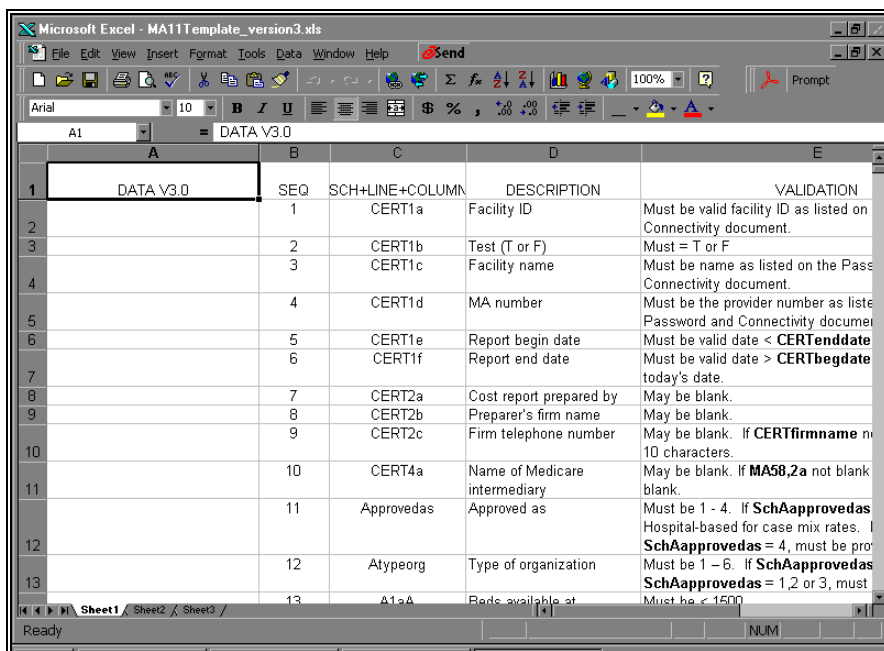 Microsoft Excel - MA11Template_version3.xls
File Edit View Insert Format Tools Data Window Help Send
100% Prompt
Arial 10 B I U $ % ,
A1 = DATA V3.0
A B C D E
1 DATA V3.0 SEQ SCH+LINE+COLUMN DESCRIPTION VALIDATION
1 CERT1a Facility ID Must be valid facility ID as listed on
2 Connectivity document.
3 2 CERT1b Test (T or F) Must = T or F
3 CERT1c Facility name Must be name as listed on the Pass
4 Connectivity document.
4 CERT1d MA number Must be the provider number as liste
5 Password and Connectivity documen
6 5 CERT1e Report begin date Must be valid date < CERTenddate
6 CERT1f Report end date Must be valid date > CERTbegdate
7 today's date.
8 7 CERT2a Cost report prepared by May be blank.
9 8 CERT2b Preparer's firm name May be blank.
9 CERT2c Firm telephone number May be blank. If CERTfirmname n
10 10 characters.
10 CERT4a Name of Medicare May be blank. If MA58,2a not blank
11 intermediary blank.
11 Approvedas Approved as Must be 1 - 4. If SchAapprovedas
Hospital-based for case mix rates.
12 SchAapprovedas = 4, must be prov
12 Atypeorg Type of organization Must be 1 – 6. If SchAapprovedas
13 SchAapprovedas = 1,2 or 3, must
13 A1aA Beds available at Must be < 1500
Sheet1 Sheet2 Sheet3
Ready NUM